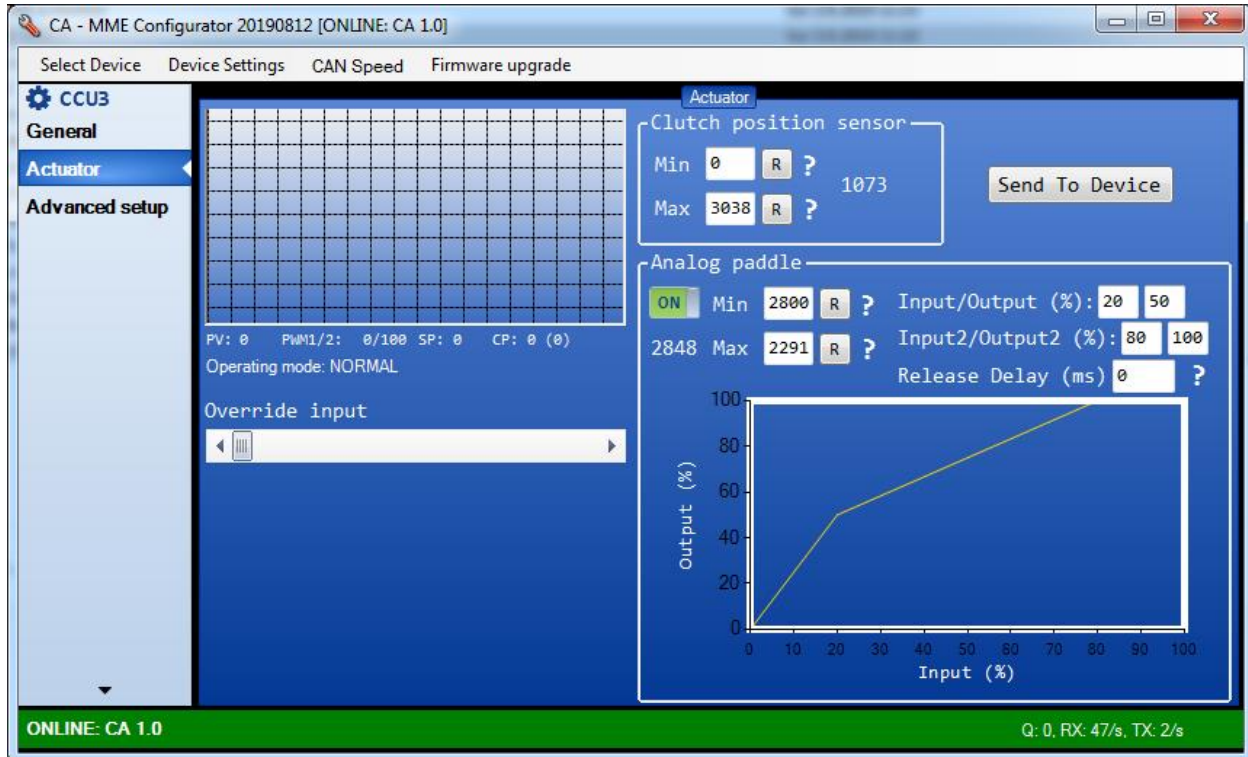 CA - MME Configurator 20190812 [ONLINE: CA 1.0]
Select Device Device Settings CAN Speed Firmware upgrade
CCU3
General
Actuator
Advanced setup
PV: 0 PWM1/2: 0/100 SP: 0 CP: 0 (0)
Operating mode: NORMAL
Override input
Actuator
Clutch position sensor
Min 0 R ?
1073
Max 3038 R ?
Send To Device
Analog paddle
ON Min 2800 R ? Input/Output (%): 20 50
2848 Max 2291 R ? Input2/Output2 (%): 80 100
Release Delay (ms) 0 ?
100
80
60
40
20
0
Output (%)
0 10 20 30 40 50 60 70 80 90 100
Input (%)
ONLINE: CA 1.0 Q: 0, RX: 47/s, TX: 2/s